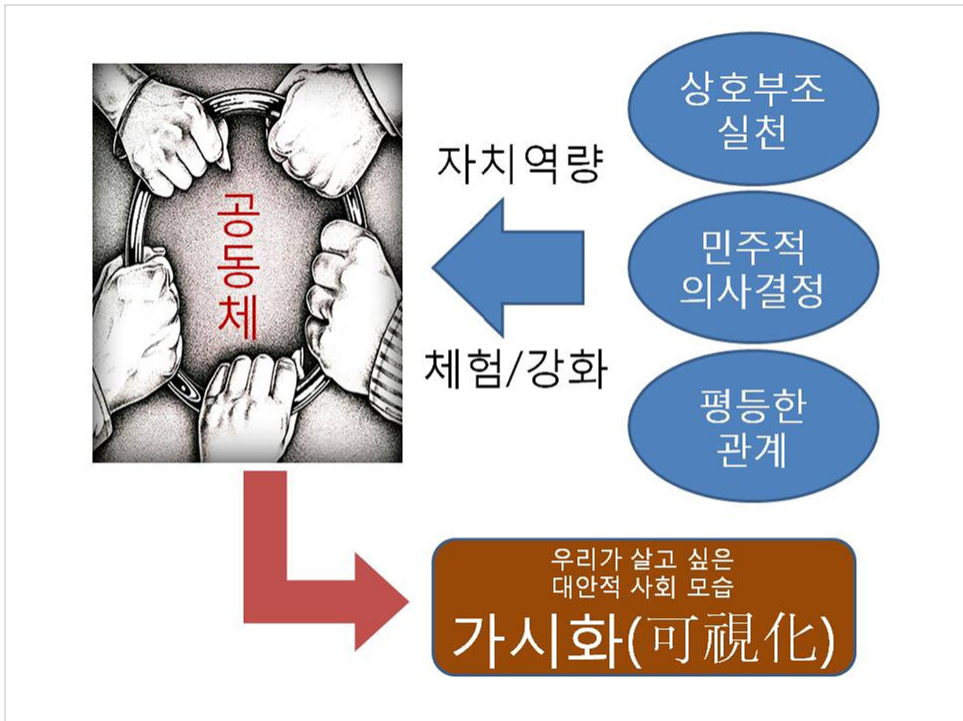 공동체
자치역량
체험/강화
상호부조
실천
민주적
의사결정
평등한
관계
우리가 살고 싶은
대안적 사회 모습
가시화(可視化)